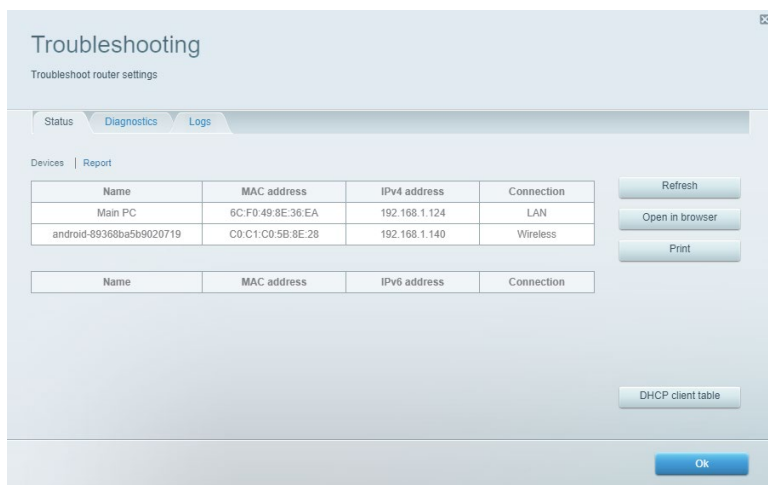 Troubleshooting
Troubleshoot router settings
Status Diagnostics Logs
Devices | Report
Name MAC address IPv4 address Connection
Main PC 6C:F0:49:8E:36:EA 192.168.1.124 LAN
android-89368ba5b9020719 C0:C1:C0:5B:8E:28 192.168.1.140 Wireless
Name MAC address IPv6 address Connection
Refresh
Open in browser
Print
DHCP client table
Ok